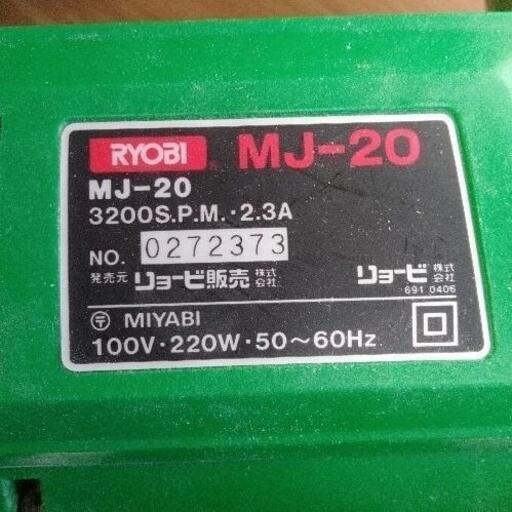 RYOBI MJ-20
MJ-20
3200S.P.M.・2.3A
NO. 0272373
発売元 リョービ販売 株式会社 リョービ 株式会社
691 0406
〒 MIYABI
100V・220W・50～60Hz